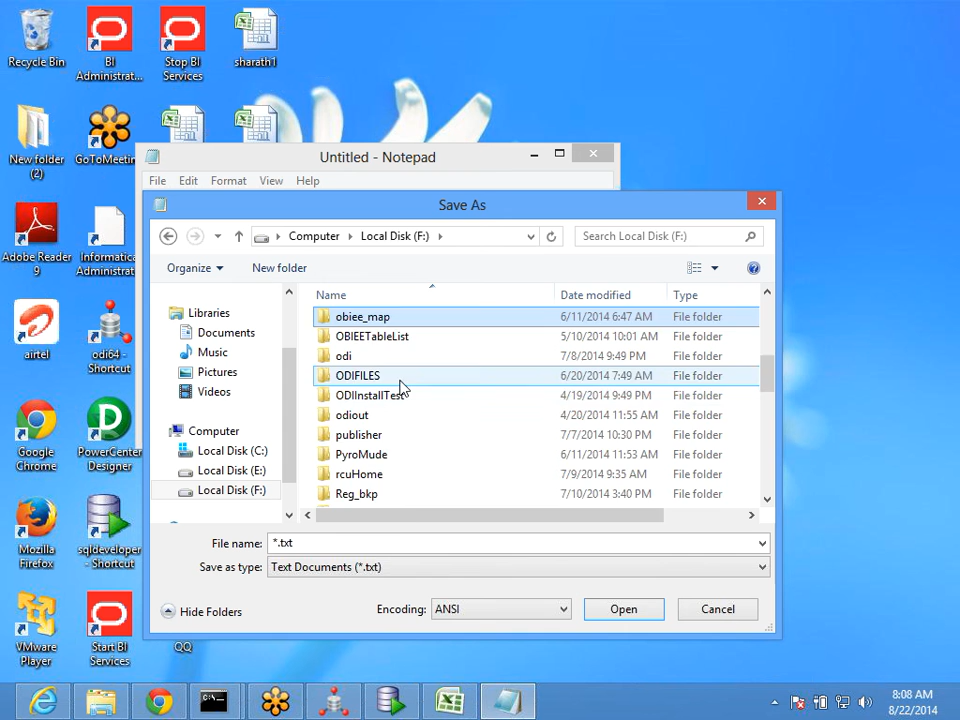 Recycle Bin
BI
Administrat...
Stop BI
Services
sharath1
New folder
(2)
GoToMeetin
Untitled - Notepad
File Edit Format View Help
Save As
Computer Local Disk (F:)
Search Local Disk (F:)
Organize New folder
Adobe Reader
9
Informatica
Administrat
airtel
odi64 -
Shortcut
Google
Chrome
PowerCenter
Designer
Mozilla
Firefox
sqldeveloper
- Shortcut
VMware
Player
Start BI
Services
QQ
Libraries
Documents
Music
Pictures
Videos
Computer
Local Disk (C:)
Local Disk (E:)
Local Disk (F:)
Name Date modified Type
obiee_map 6/11/2014 6:47 AM File folder
OBIEETableList 5/10/2014 10:01 AM File folder
odi 7/8/2014 9:49 PM File folder
ODIFILES 6/20/2014 7:49 AM File folder
ODIInstallTest 4/19/2014 9:49 PM File folder
odiout 4/20/2014 11:55 AM File folder
publisher 7/7/2014 10:30 PM File folder
PyroMude 6/11/2014 11:53 AM File folder
rcuHome 7/9/2014 9:35 AM File folder
Reg_bkp 7/10/2014 3:40 PM File folder
File name: *.txt
Save as type: Text Documents (*.txt)
Hide Folders
Encoding: ANSI Open Cancel
8:08 AM
8/22/2014